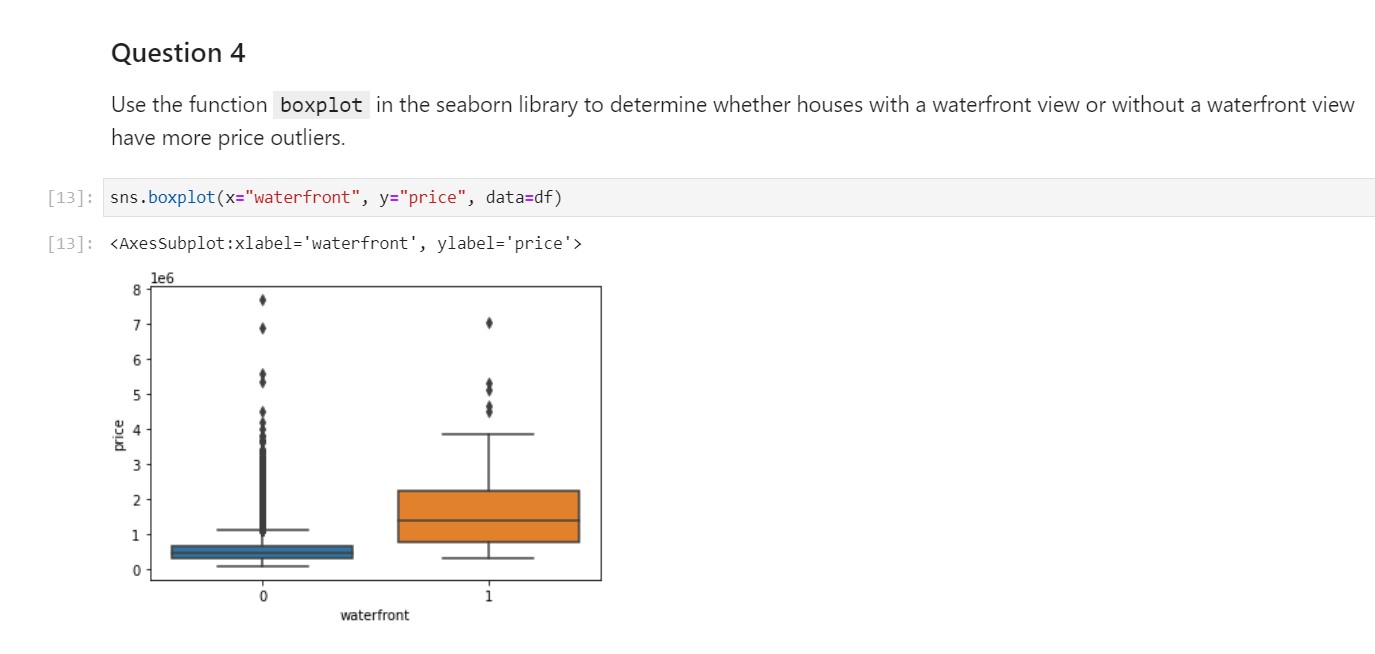 Question 4
Use the function boxplot in the seaborn library to determine whether houses with a waterfront view or without a waterfront view
have more price outliers.
[13]: sns.boxplot(x="waterfront", y="price", data=df)
[13]: <AxesSubplot:xlabel='waterfront', ylabel='price'>
1e6
8
7
6
5
4
3
2
1
0
price
0 1
waterfront